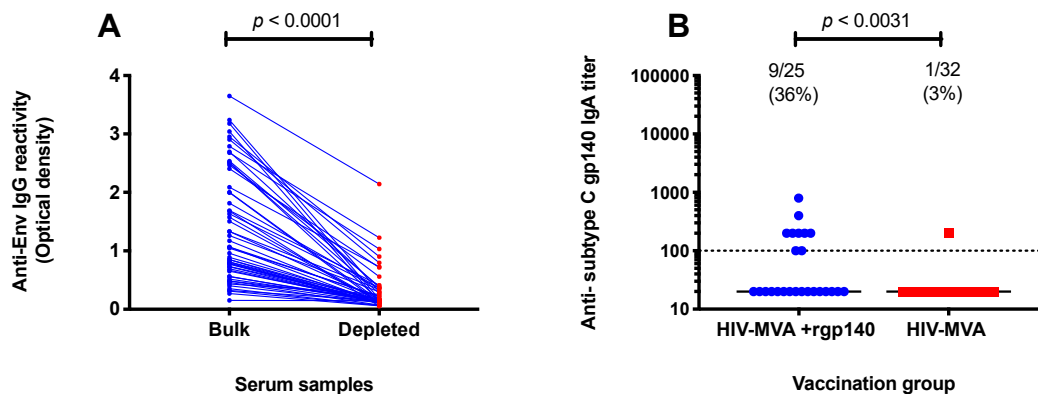 A
p < 0.0001
Anti-Env IgG reactivity
(Optical density)
4
3
2
1
0
Bulk
Depleted
Serum samples
B
p < 0.0031
9/25
(36%)
1/32
(3%)
Anti- subtype C gp140 IgA titer
100000
10000
1000
100
10
HIV-MVA +rgp140
HIV-MVA
Vaccination group